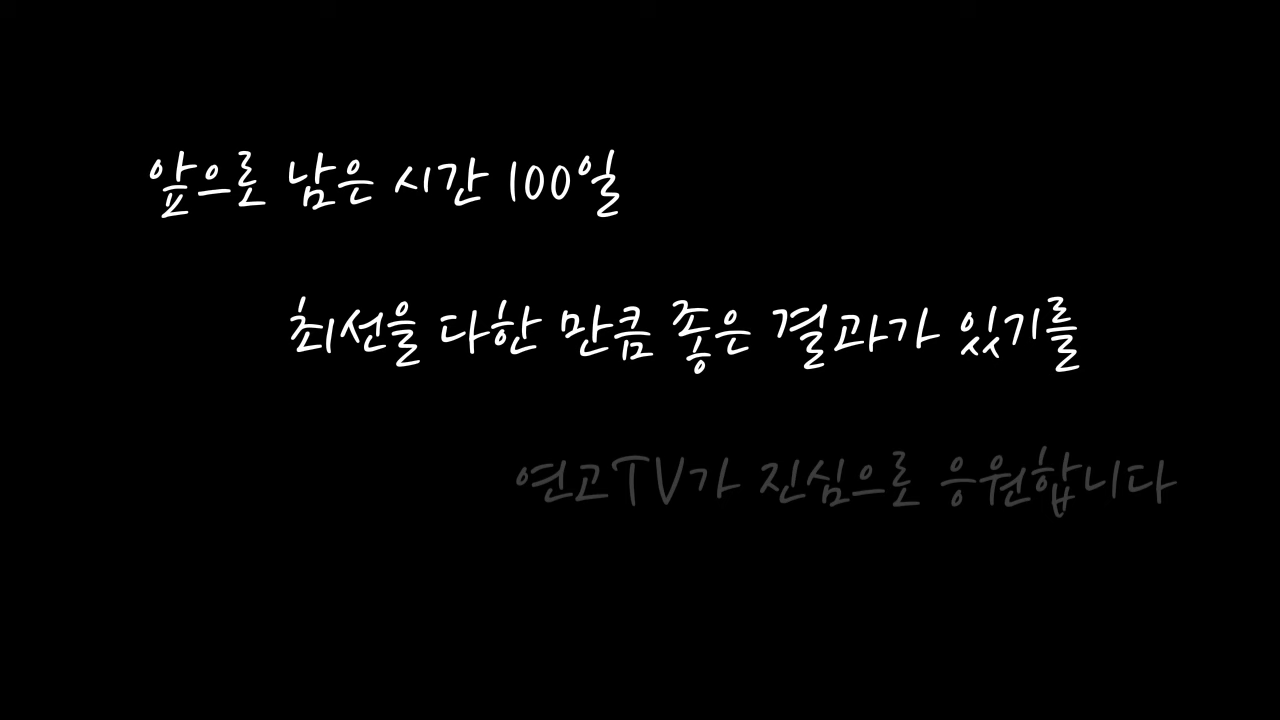 앞으로 남은 시간 100일
최선을 다한 만큼 좋은 결과가 있기를
연고TV가 진심으로 응원합니다